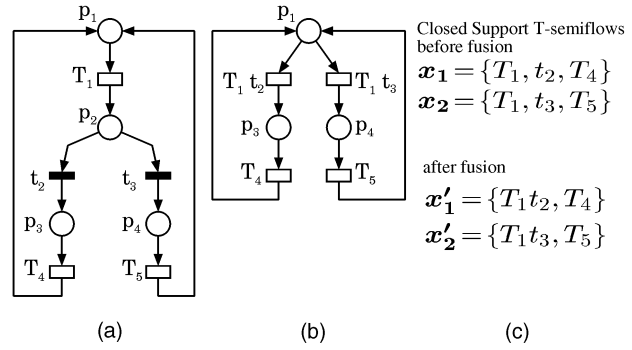 p₁
T₁
p₂
t₂ t₃
p₃ p₄
T₄ T₅
(a)
p₁
T₁ t₂ T₁ t₃
p₃ p₄
T₄ T₅
(b)
Closed Support T-semiflows
before fusion
x₁={T₁, t₂, T₄}
x₂={T₁, t₃, T₅}
after fusion
x′₁={T₁t₂, T₄}
x′₂={T₁t₃, T₅}
(c)